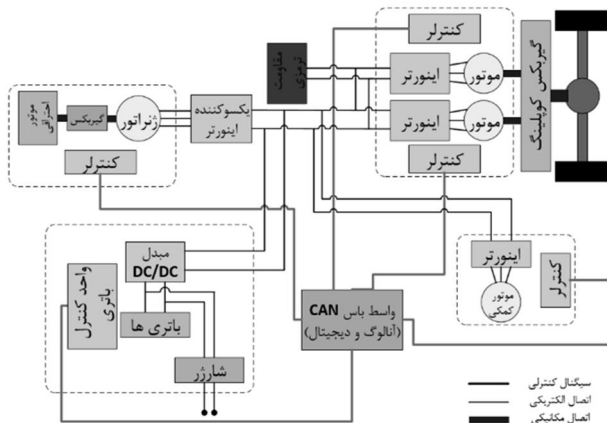 کنترلر
مقاومت
ترمزی
اینورتر
موتور
گیربکس کوپلینگ
موتور
احتراقی
گیربکس
ژنراتور
یکسوکننده
اینورتر
اینورتر
موتور
کنترلر
کنترلر
واحد کنترل
باتری
مبدل
DC/DC
باتری ها
شارژر
واسط باس CAN
(آنالوگ و دیجیتال)
اینورتر
موتور
کمکی
کنترلر
سیگنال کنترلی
اتصال الکتریکی
اتصال مکانیکی